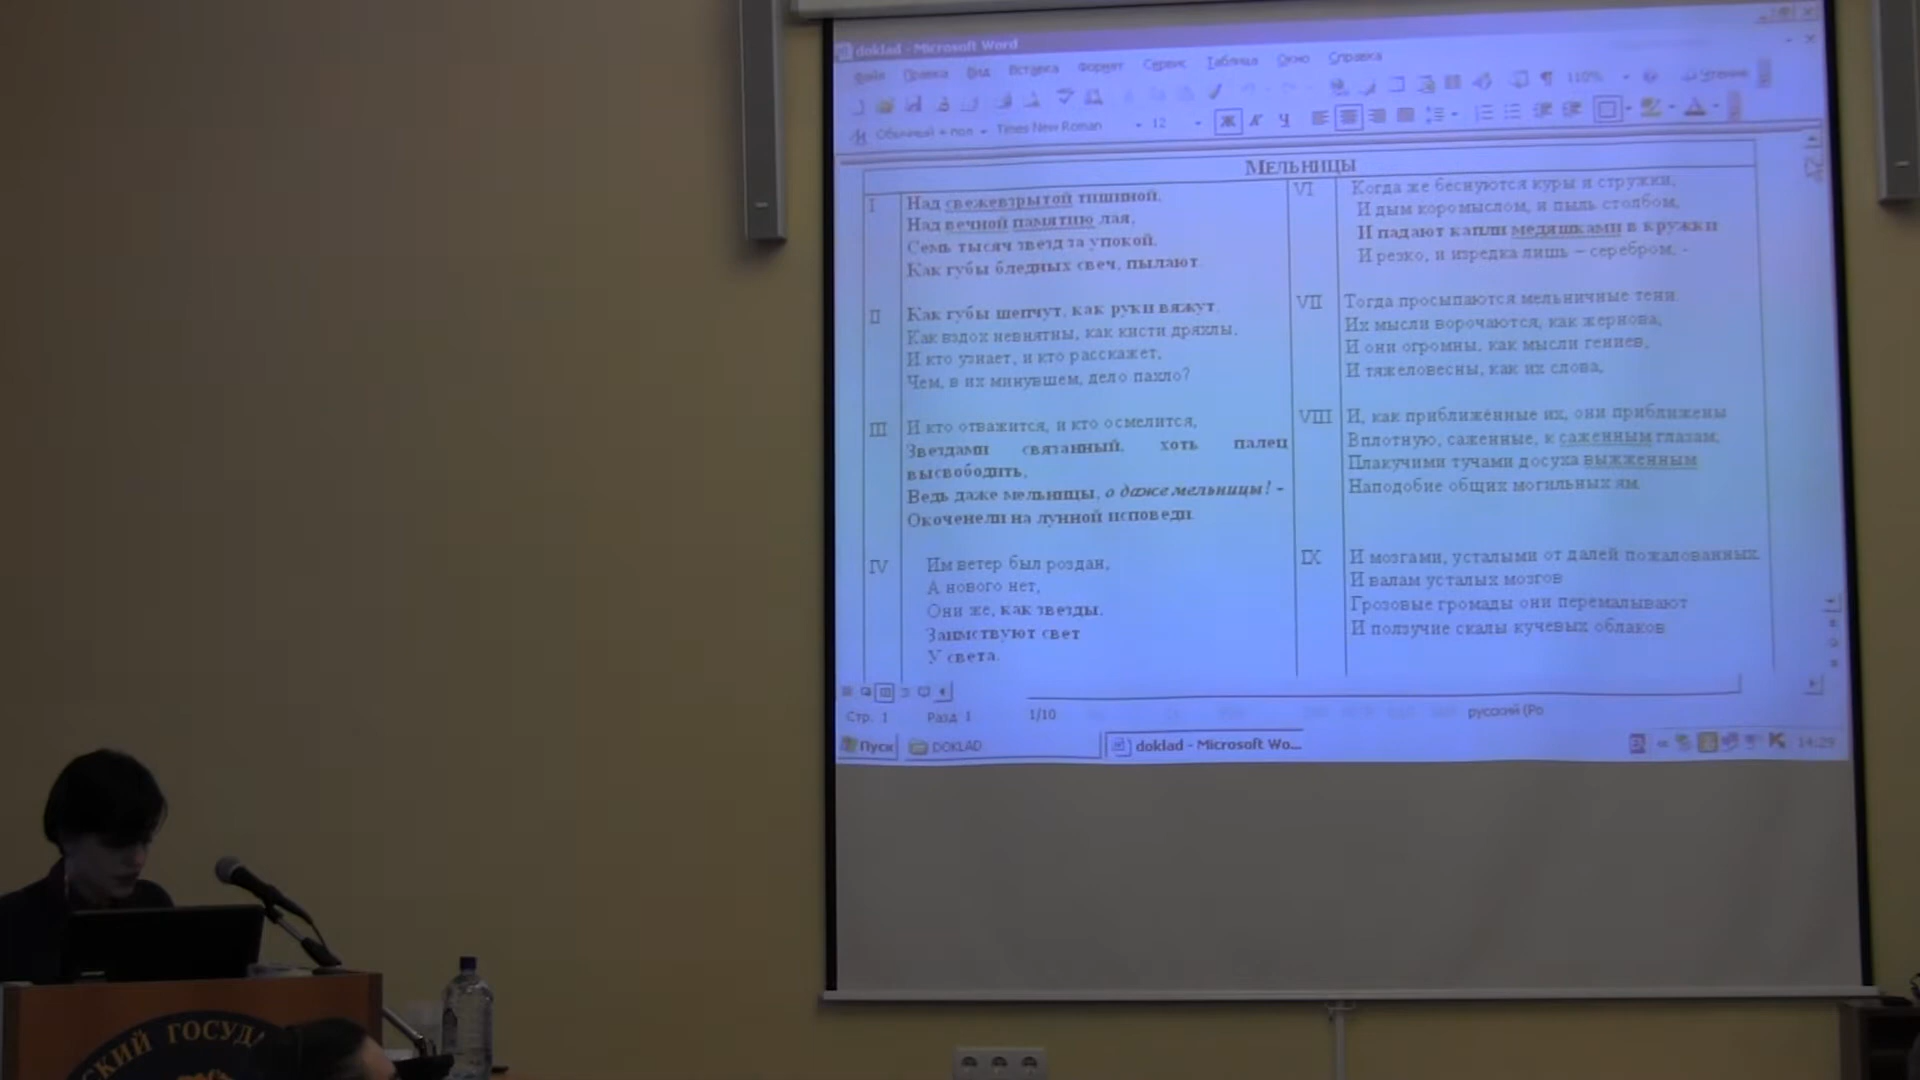 doklad - Microsoft Word
Файл Правка Вид Вставка Формат Сервис Таблица Окно Справка
110% Чтение
Обычный + пол Times New Roman 12 Ж К Ч
МЕЛЬНИЦЫ
I
Над свежевзрытой тишиной,
Над вечной памятию лая,
Семь тысяч звезд за упокой,
Как губы бледных свеч, пылают.
II
Как губы шепчут, как руки вяжут,
Как вздох невнятны, как кисти дряхлы,
И кто узнает, и кто расскажет,
Чем, в их минувшем, дело пахло?
III
И кто отважится, и кто осмелится,
Звездами связанный, хоть палец
высвободить,
Ведь даже мельницы, о даже мельницы! -
Окоченели на лунной исповеди.
IV
Им ветер был роздан,
А нового нет,
Они же, как звезды,
Заимствуют свет
У света.
VI
Когда же беснуются куры и стружки,
И дым коромыслом, и пыль столбом,
И падают капли медяшками в кружки
И резко, и изредка лишь – серебром, -
VII
Тогда просыпаются мельничные тени.
Их мысли ворочаются, как жернова,
И они огромны, как мысли гениев,
И тяжеловесны, как их слова,
VIII
И, как приближенные их, они приближены
Вплотную, саженные, к саженным глазам,
Плакучими тучами досуха выжженным
Наподобие общих могильных ям.
IX
И мозгами, усталыми от далей пожалованных,
И валам усталых мозгов
Грозовые громады они перемалывают
И ползучие скалы кучевых облаков
Стр. 1 Разд 1 1/10 русский (Ро
Пуск DOKLAD doklad - Microsoft Wo... 14:29
СКИЙ ГОСУДА